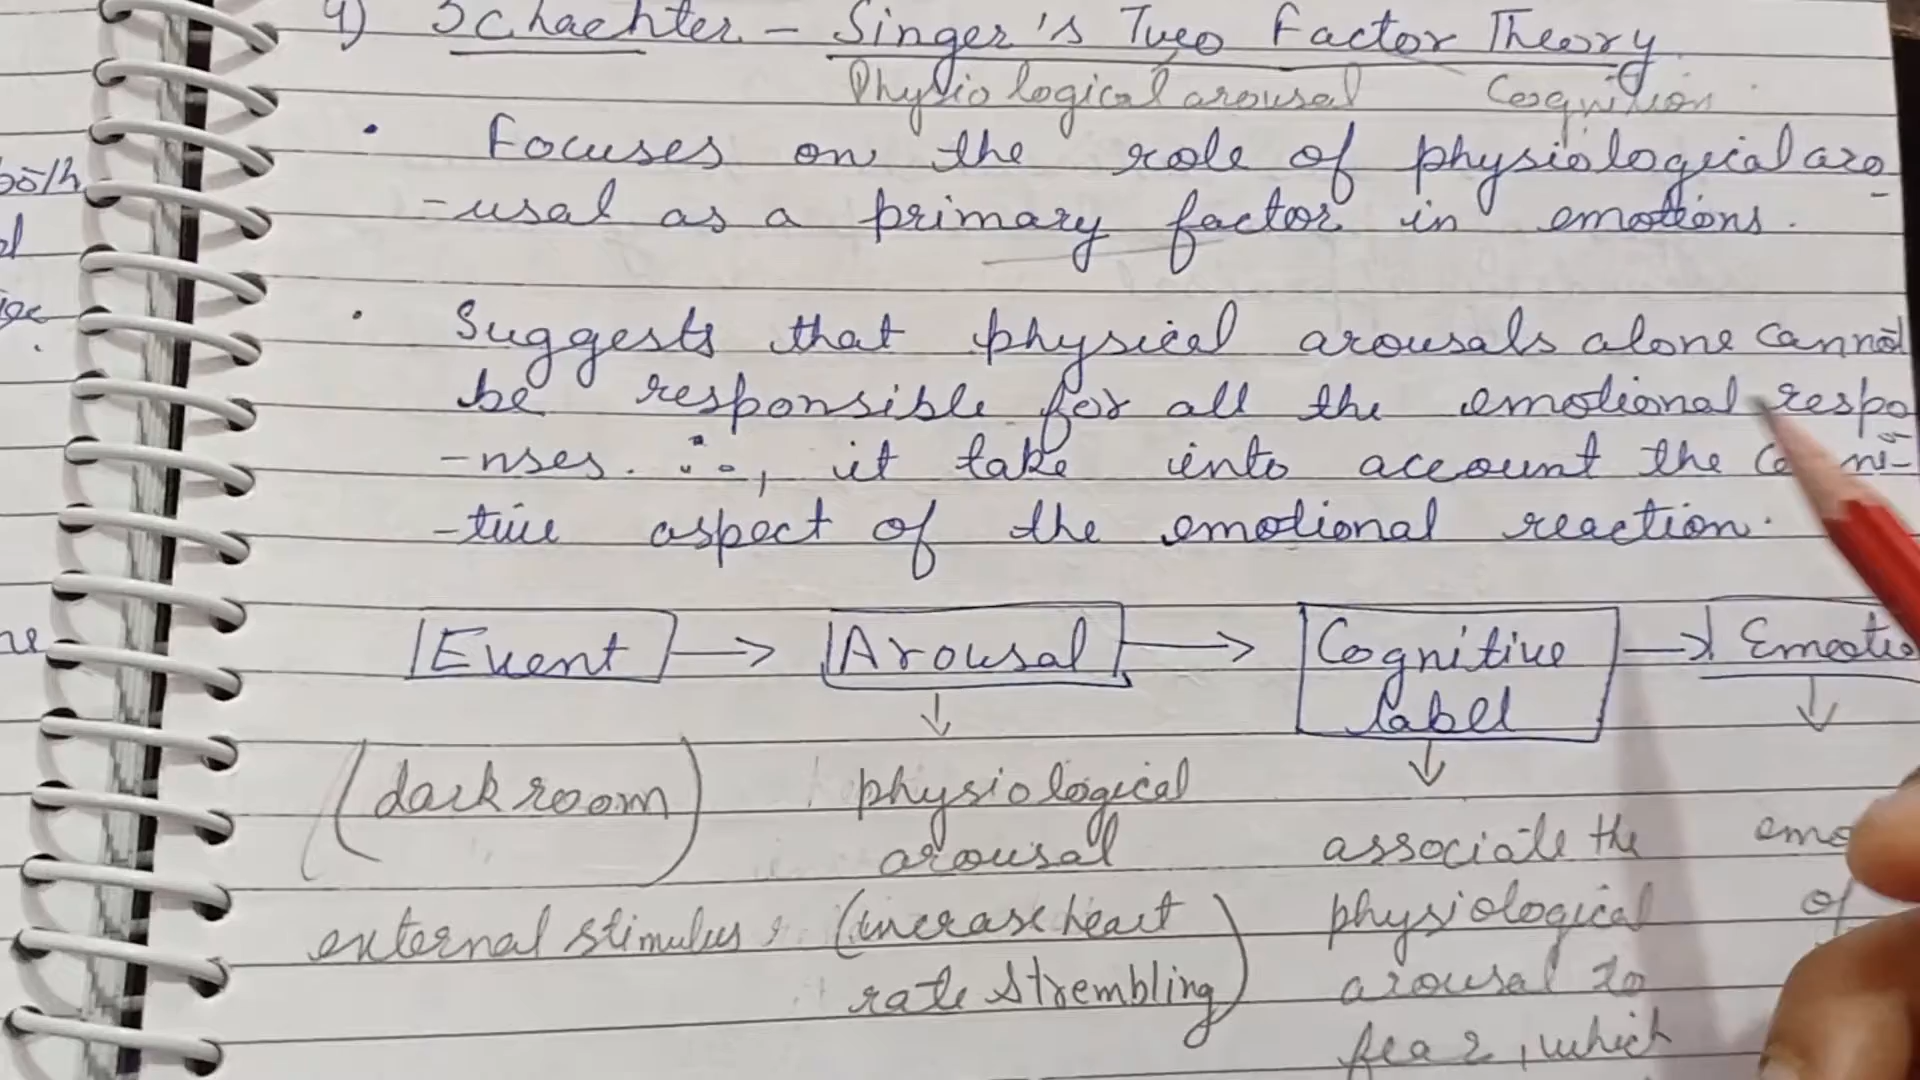 4) Schachter - Singer's Two Factor Theory
Physiological arousal Cognition
• Focuses on the role of physiological aro
-usal as a primary factor in emotions.
• Suggests that physical arousals alone cannot
be responsible for all the emotional respo
-nses. ∴, it take into account the
-tive aspect of the emotional reaction.
Event → Arousal → Cognitive → Emotio
label
(dark room) physiological
arousal associate the emo
external stimulus (increase heart physiological of
rate & trembling) arousal to
fear, which